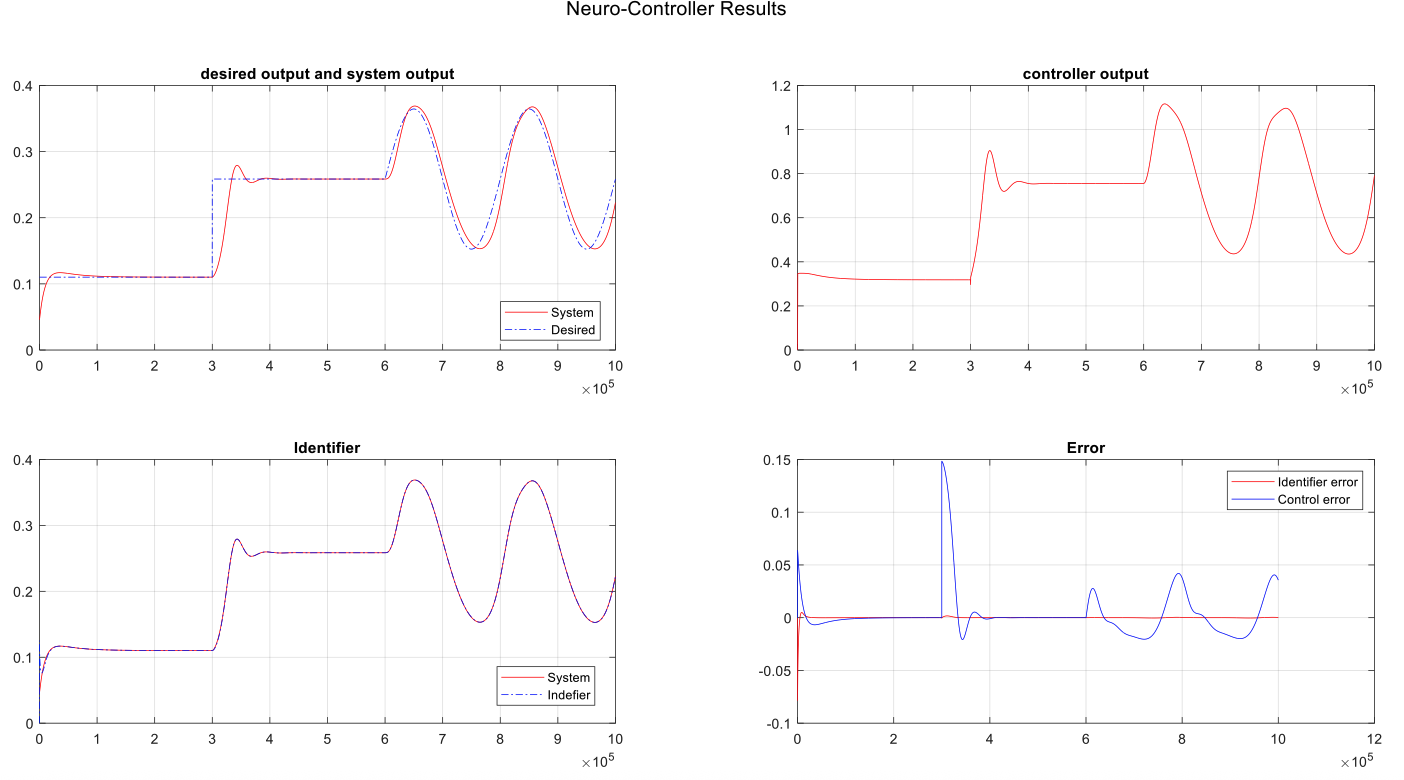 Neuro-Controller Results
desired output and system output
0.4
0.3
0.2
0.1
0
System
Desired
0 1 2 3 4 5 6 7 8 9 10
×10^5
controller output
1.2
1
0.8
0.6
0.4
0.2
0
0 1 2 3 4 5 6 7 8 9 10
×10^5
Identifier
0.4
0.3
0.2
0.1
0
System
Indefier
0 1 2 3 4 5 6 7 8 9 10
×10^5
Error
0.15
0.1
0.05
0
-0.05
-0.1
Identifier error
Control error
0 2 4 6 8 10 12
×10^5